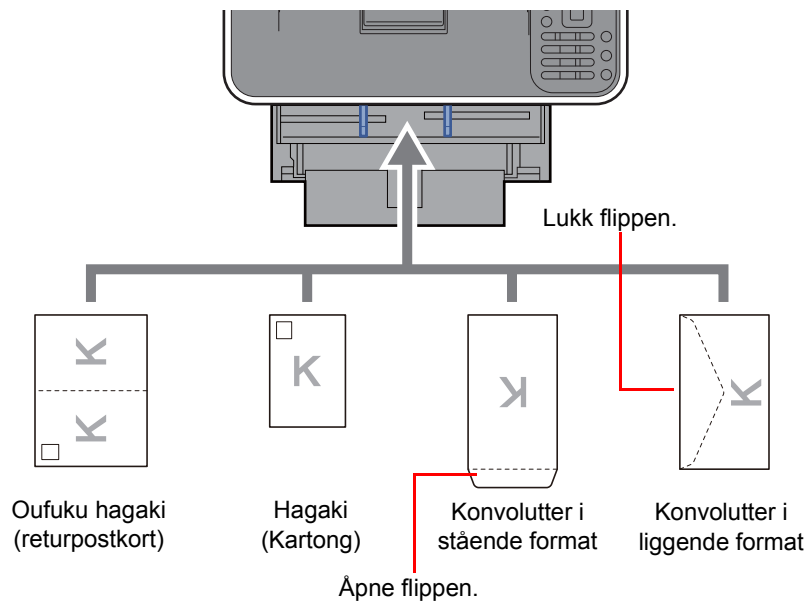 Lukk flippen.
K
K
K
K
K
Oufuku hagaki
(returpostkort)
Hagaki
(Kartong)
Konvolutter i
stående format
Konvolutter i
liggende format
Åpne flippen.